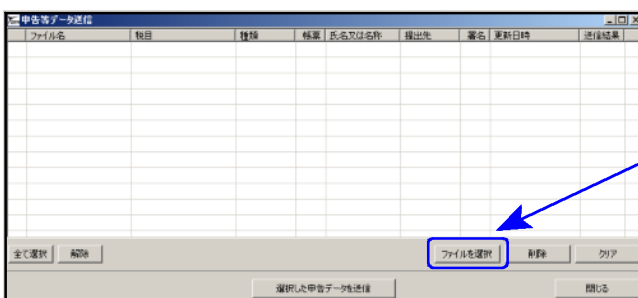 申告等データ送信
ファイル名 税目 種類 帳票 氏名又は名称 提出先 署名 更新日時 送信結果
全て選択 解除 ファイルを選択 削除 クリア
選択した申告データを送信 閉じる